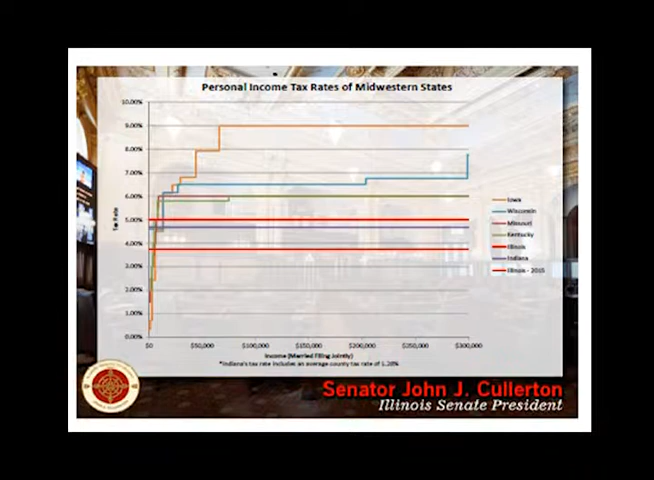 Personal Income Tax Rates of Midwestern States
10.00%
9.00%
8.00%
7.00%
6.00%
5.00%
4.00%
3.00%
2.00%
1.00%
0.00%
Tax Rate
$0 $50,000 $100,000 $150,000 $200,000 $250,000 $300,000
Income (Married Filing Jointly)
*Indiana's tax rate includes an average county tax rate of 1.28%
Iowa
Wisconsin
Missouri
Kentucky
Illinois
Indiana
Illinois - 2015
Senator John J. Cullerton
Illinois Senate President